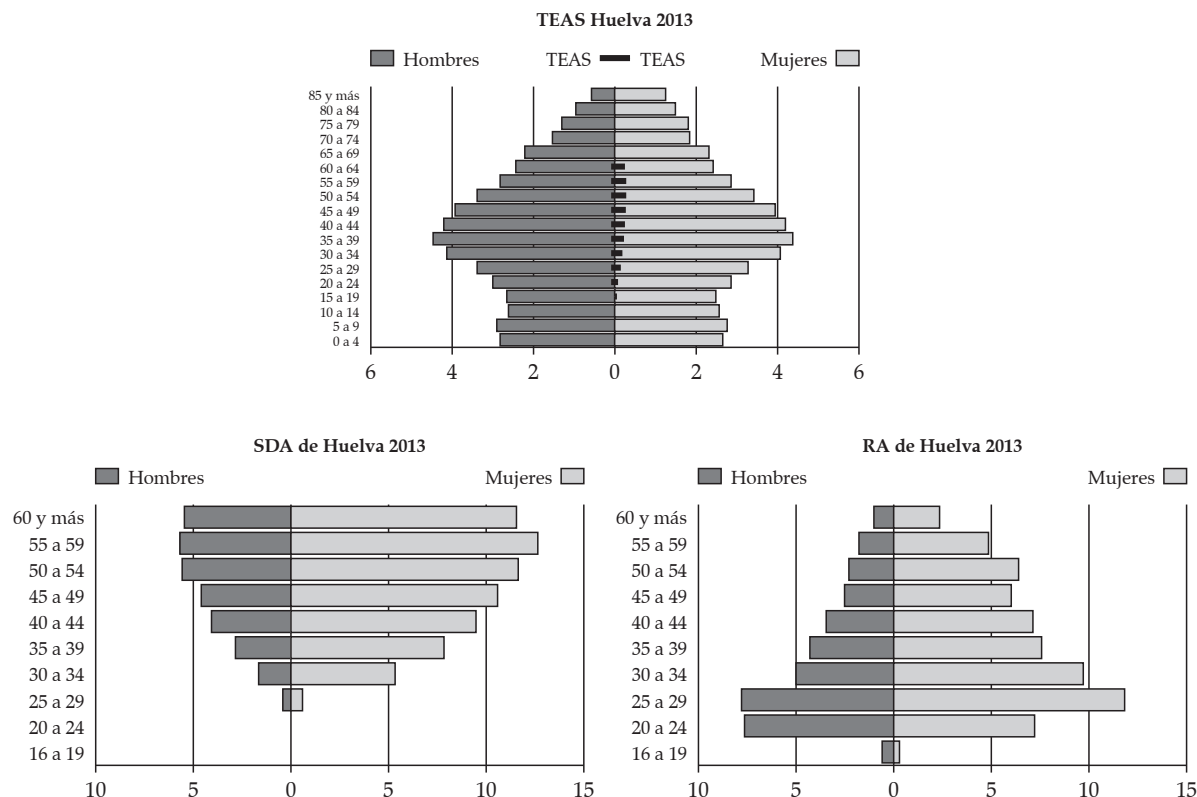 TEAS Huelva 2013
Hombres TEAS TEAS Mujeres
85 y más
80 a 84
75 a 79
70 a 74
65 a 69
60 a 64
55 a 59
50 a 54
45 a 49
40 a 44
35 a 39
30 a 34
25 a 29
20 a 24
15 a 19
10 a 14
5 a 9
0 a 4
6 4 2 0 2 4 6
SDA de Huelva 2013
Hombres Mujeres
60 y más
55 a 59
50 a 54
45 a 49
40 a 44
35 a 39
30 a 34
25 a 29
20 a 24
16 a 19
10 5 0 5 10 15
RA de Huelva 2013
Hombres Mujeres
60 y más
55 a 59
50 a 54
45 a 49
40 a 44
35 a 39
30 a 34
25 a 29
20 a 24
16 a 19
10 5 0 5 10 15